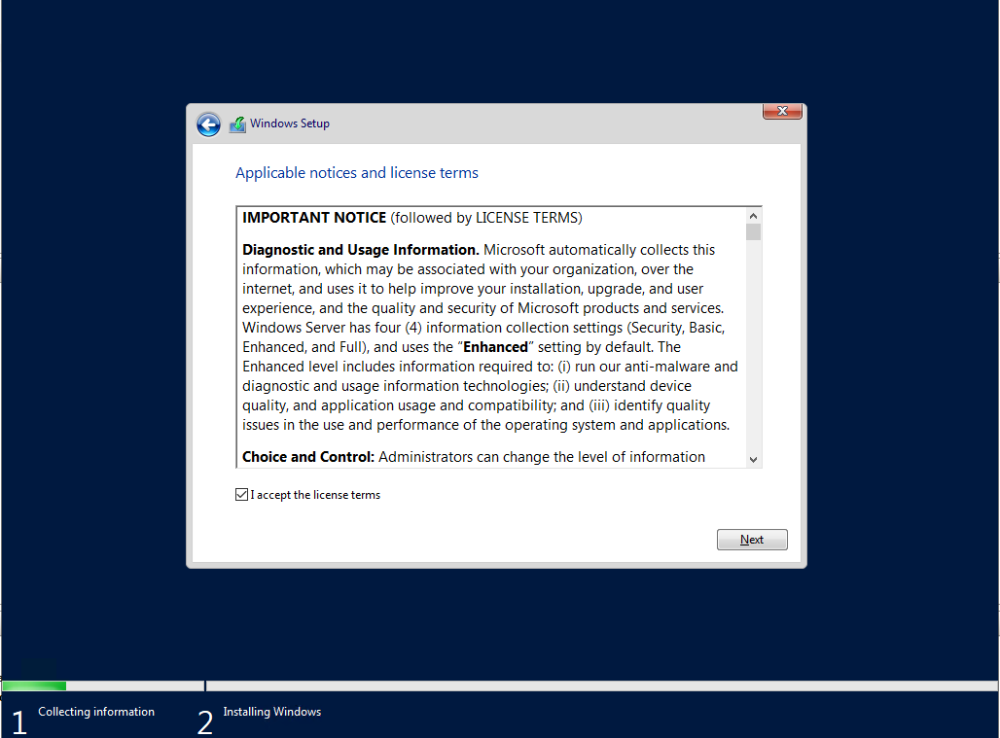 Windows Setup
Applicable notices and license terms
IMPORTANT NOTICE (followed by LICENSE TERMS)
Diagnostic and Usage Information. Microsoft automatically collects this
information, which may be associated with your organization, over the
internet, and uses it to help improve your installation, upgrade, and user
experience, and the quality and security of Microsoft products and services.
Windows Server has four (4) information collection settings (Security, Basic,
Enhanced, and Full), and uses the “Enhanced” setting by default. The
Enhanced level includes information required to: (i) run our anti-malware and
diagnostic and usage information technologies; (ii) understand device
quality, and application usage and compatibility; and (iii) identify quality
issues in the use and performance of the operating system and applications.
Choice and Control: Administrators can change the level of information
I accept the license terms
Next
1 Collecting information
2 Installing Windows